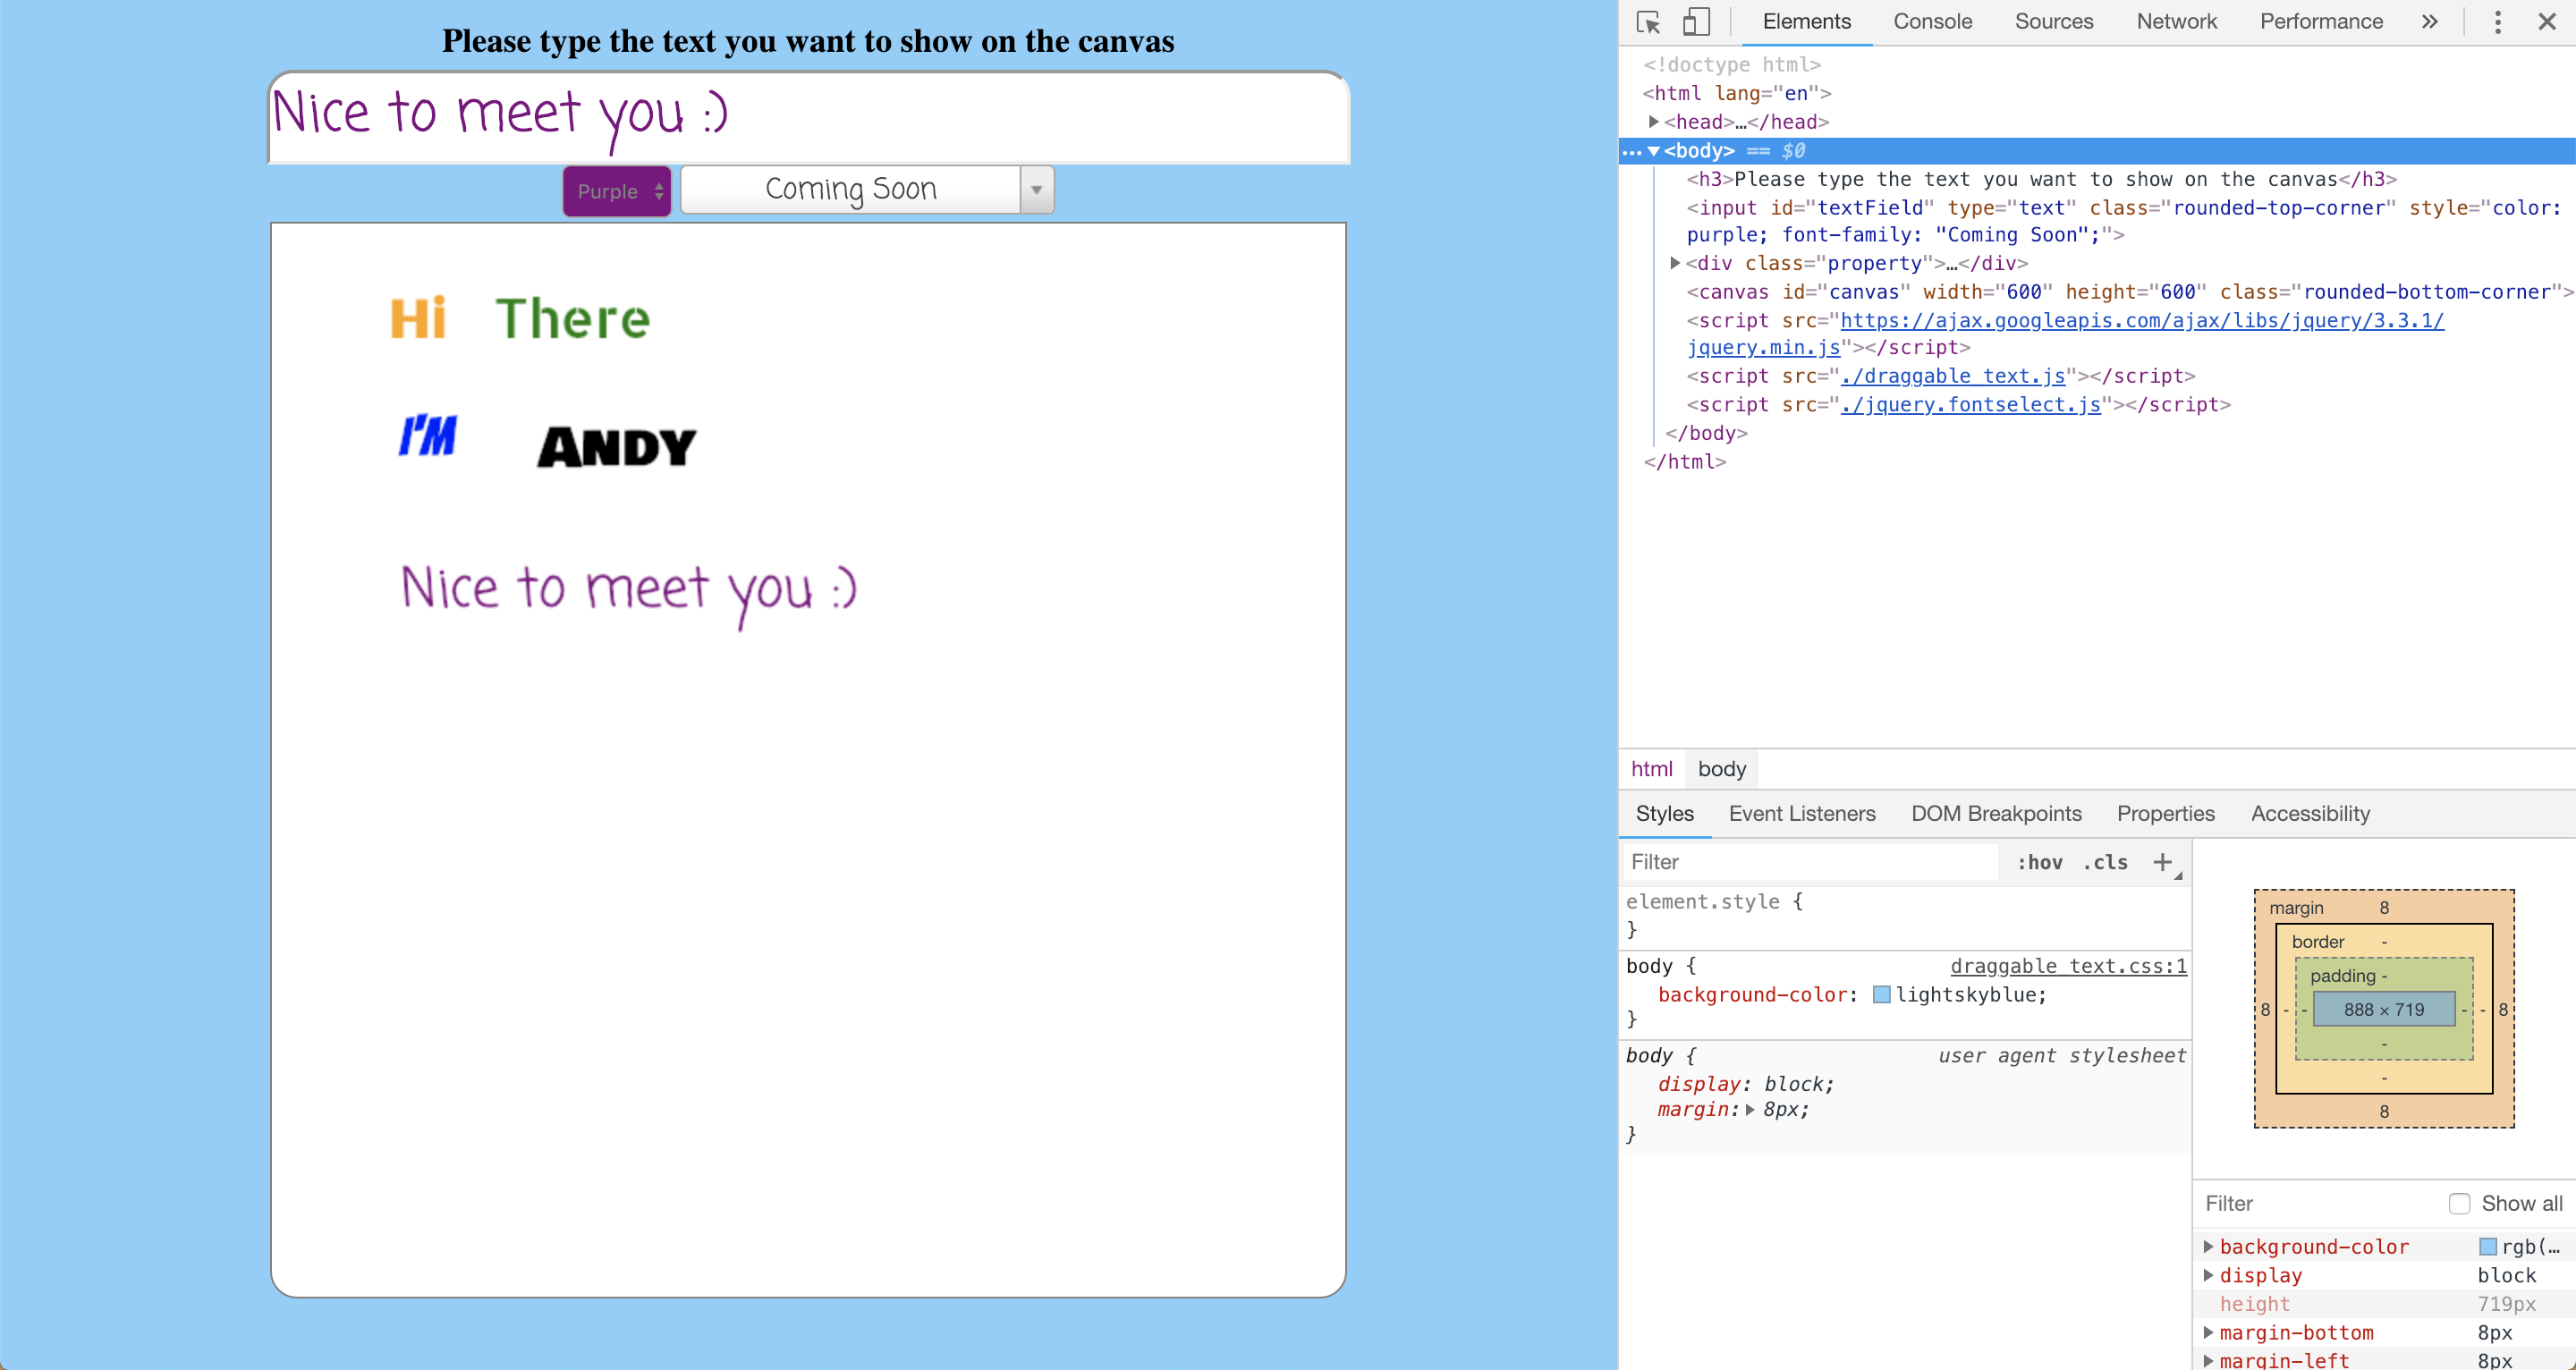 Please type the text you want to show on the canvas
Nice to meet you :)
Purple
Coming Soon
Hi There
I'M ANDY
Nice to meet you :)
Elements Console Sources Network Performance
<!doctype html>
<html lang="en">
<head>…</head>
… <body> == $0
<h3>Please type the text you want to show on the canvas</h3>
<input id="textField" type="text" class="rounded-top-corner" style="color:
purple; font-family: "Coming Soon";">
<div class="property">…</div>
<canvas id="canvas" width="600" height="600" class="rounded-bottom-corner">
<script src="https://ajax.googleapis.com/ajax/libs/jquery/3.3.1/
jquery.min.js"></script>
<script src="./draggable_text.js"></script>
<script src="./jquery.fontselect.js"></script>
</body>
</html>
html body
Styles Event Listeners DOM Breakpoints Properties Accessibility
Filter :hov .cls +
element.style {
}
body { draggable_text.css:1
background-color: lightskyblue;
}
body { user agent stylesheet
display: block;
margin: 8px;
}
margin 8
border -
padding -
8 - - 888 × 719 - - 8
-
-
8
Filter Show all
background-color rgb(…
display block
height 719px
margin-bottom 8px
margin-left 8px